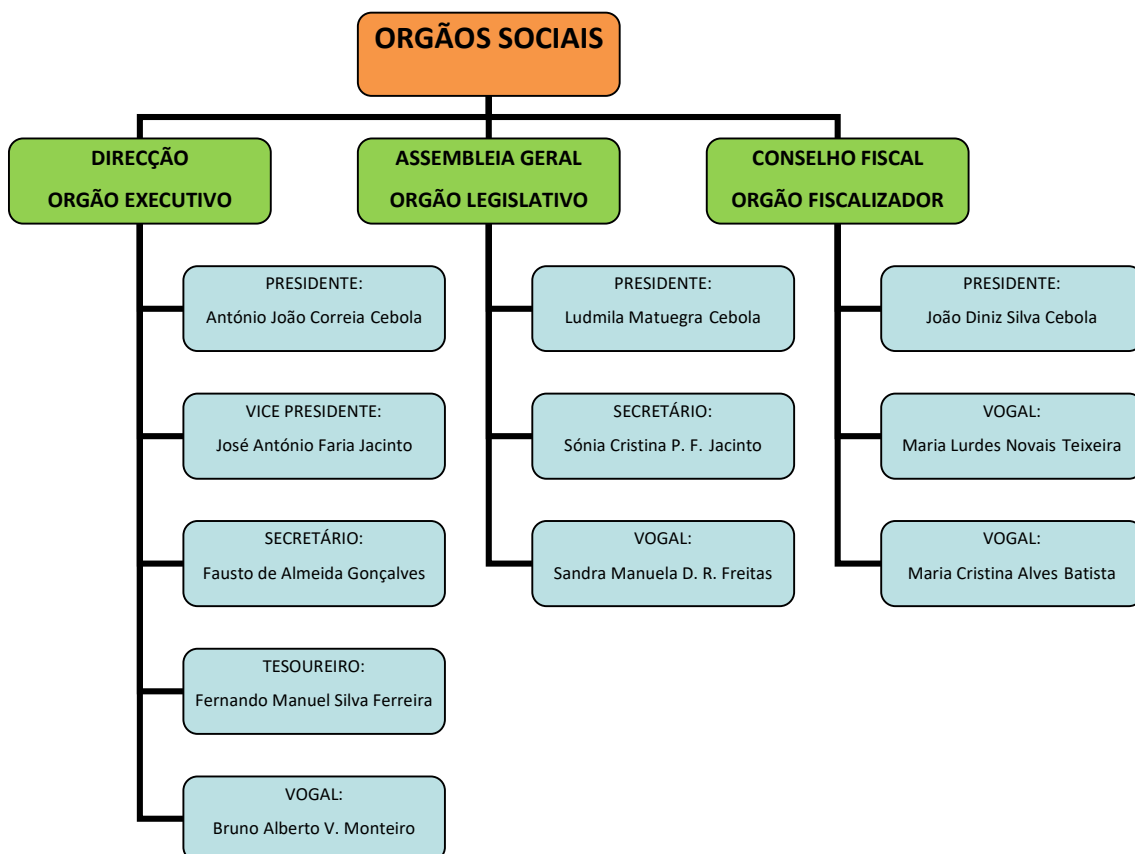 ORGÃOS SOCIAIS
DIRECÇÃO
ORGÃO EXECUTIVO
PRESIDENTE:
António João Correia Cebola
VICE PRESIDENTE:
José António Faria Jacinto
SECRETÁRIO:
Fausto de Almeida Gonçalves
TESOUREIRO:
Fernando Manuel Silva Ferreira
VOGAL:
Bruno Alberto V. Monteiro
ASSEMBLEIA GERAL
ORGÃO LEGISLATIVO
PRESIDENTE:
Ludmila Matuegra Cebola
SECRETÁRIO:
Sónia Cristina P. F. Jacinto
VOGAL:
Sandra Manuela D. R. Freitas
CONSELHO FISCAL
ORGÃO FISCALIZADOR
PRESIDENTE:
João Diniz Silva Cebola
VOGAL:
Maria Lurdes Novais Teixeira
VOGAL:
Maria Cristina Alves Batista